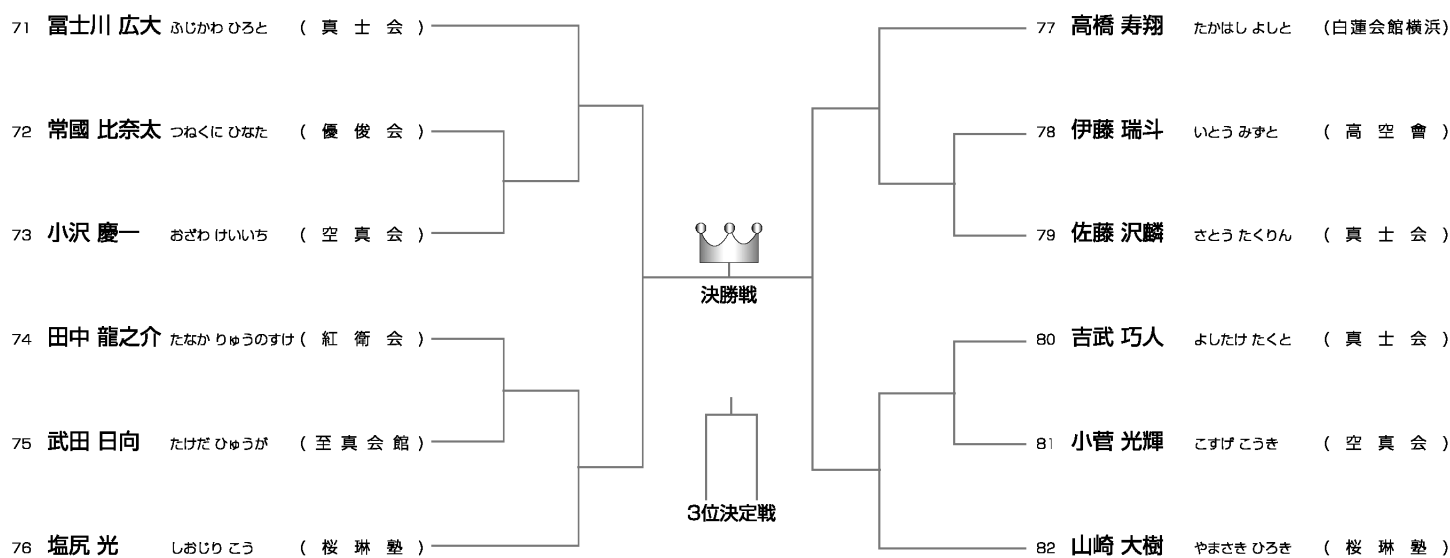 71 冨士川 広大 ふじかわ ひろと (真士会)
72 常國 比奈太 つねくに ひなた (優俊会)
73 小沢 慶一 おざわ けいいち (空真会)
74 田中 龍之介 たなか りゅうのすけ (紅衛会)
75 武田 日向 たけだ ひゅうが (至真会館)
76 塩尻 光 しおじり こう (桜琳塾)
決勝戦
3位決定戦
77 高橋 寿翔 たかはし よしと (白蓮会館横浜)
78 伊藤 瑞斗 いとう みずと (高空會)
79 佐藤 沢麟 さとう たくりん (真士会)
80 吉武 巧人 よしたけ たくと (真士会)
81 小菅 光輝 こすげ こうき (空真会)
82 山崎 大樹 やまさき ひろき (桜琳塾)